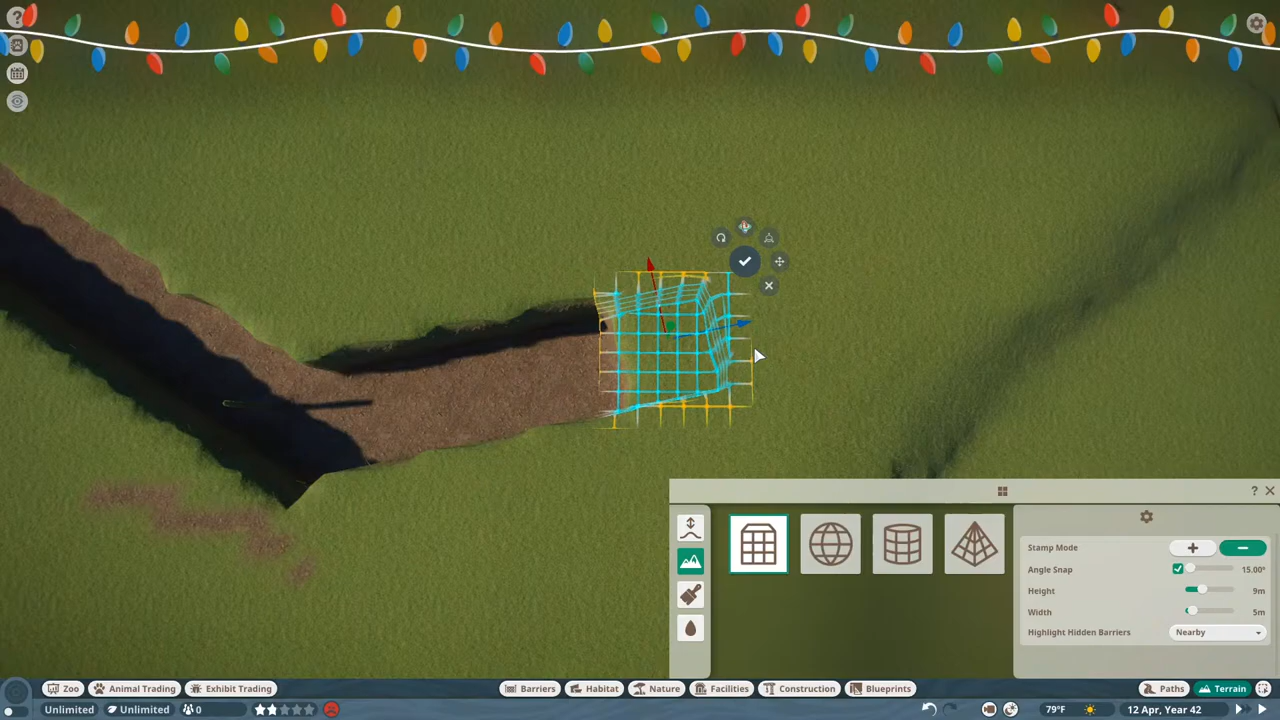 ?
? ×
Stamp Mode + −
Angle Snap 15.00°
Height 9m
Width 5m
Highlight Hidden Barriers Nearby
Zoo Animal Trading Exhibit Trading Barriers Habitat Nature Facilities Construction Blueprints Paths Terrain
Unlimited Unlimited 0 79°F 12 Apr, Year 42